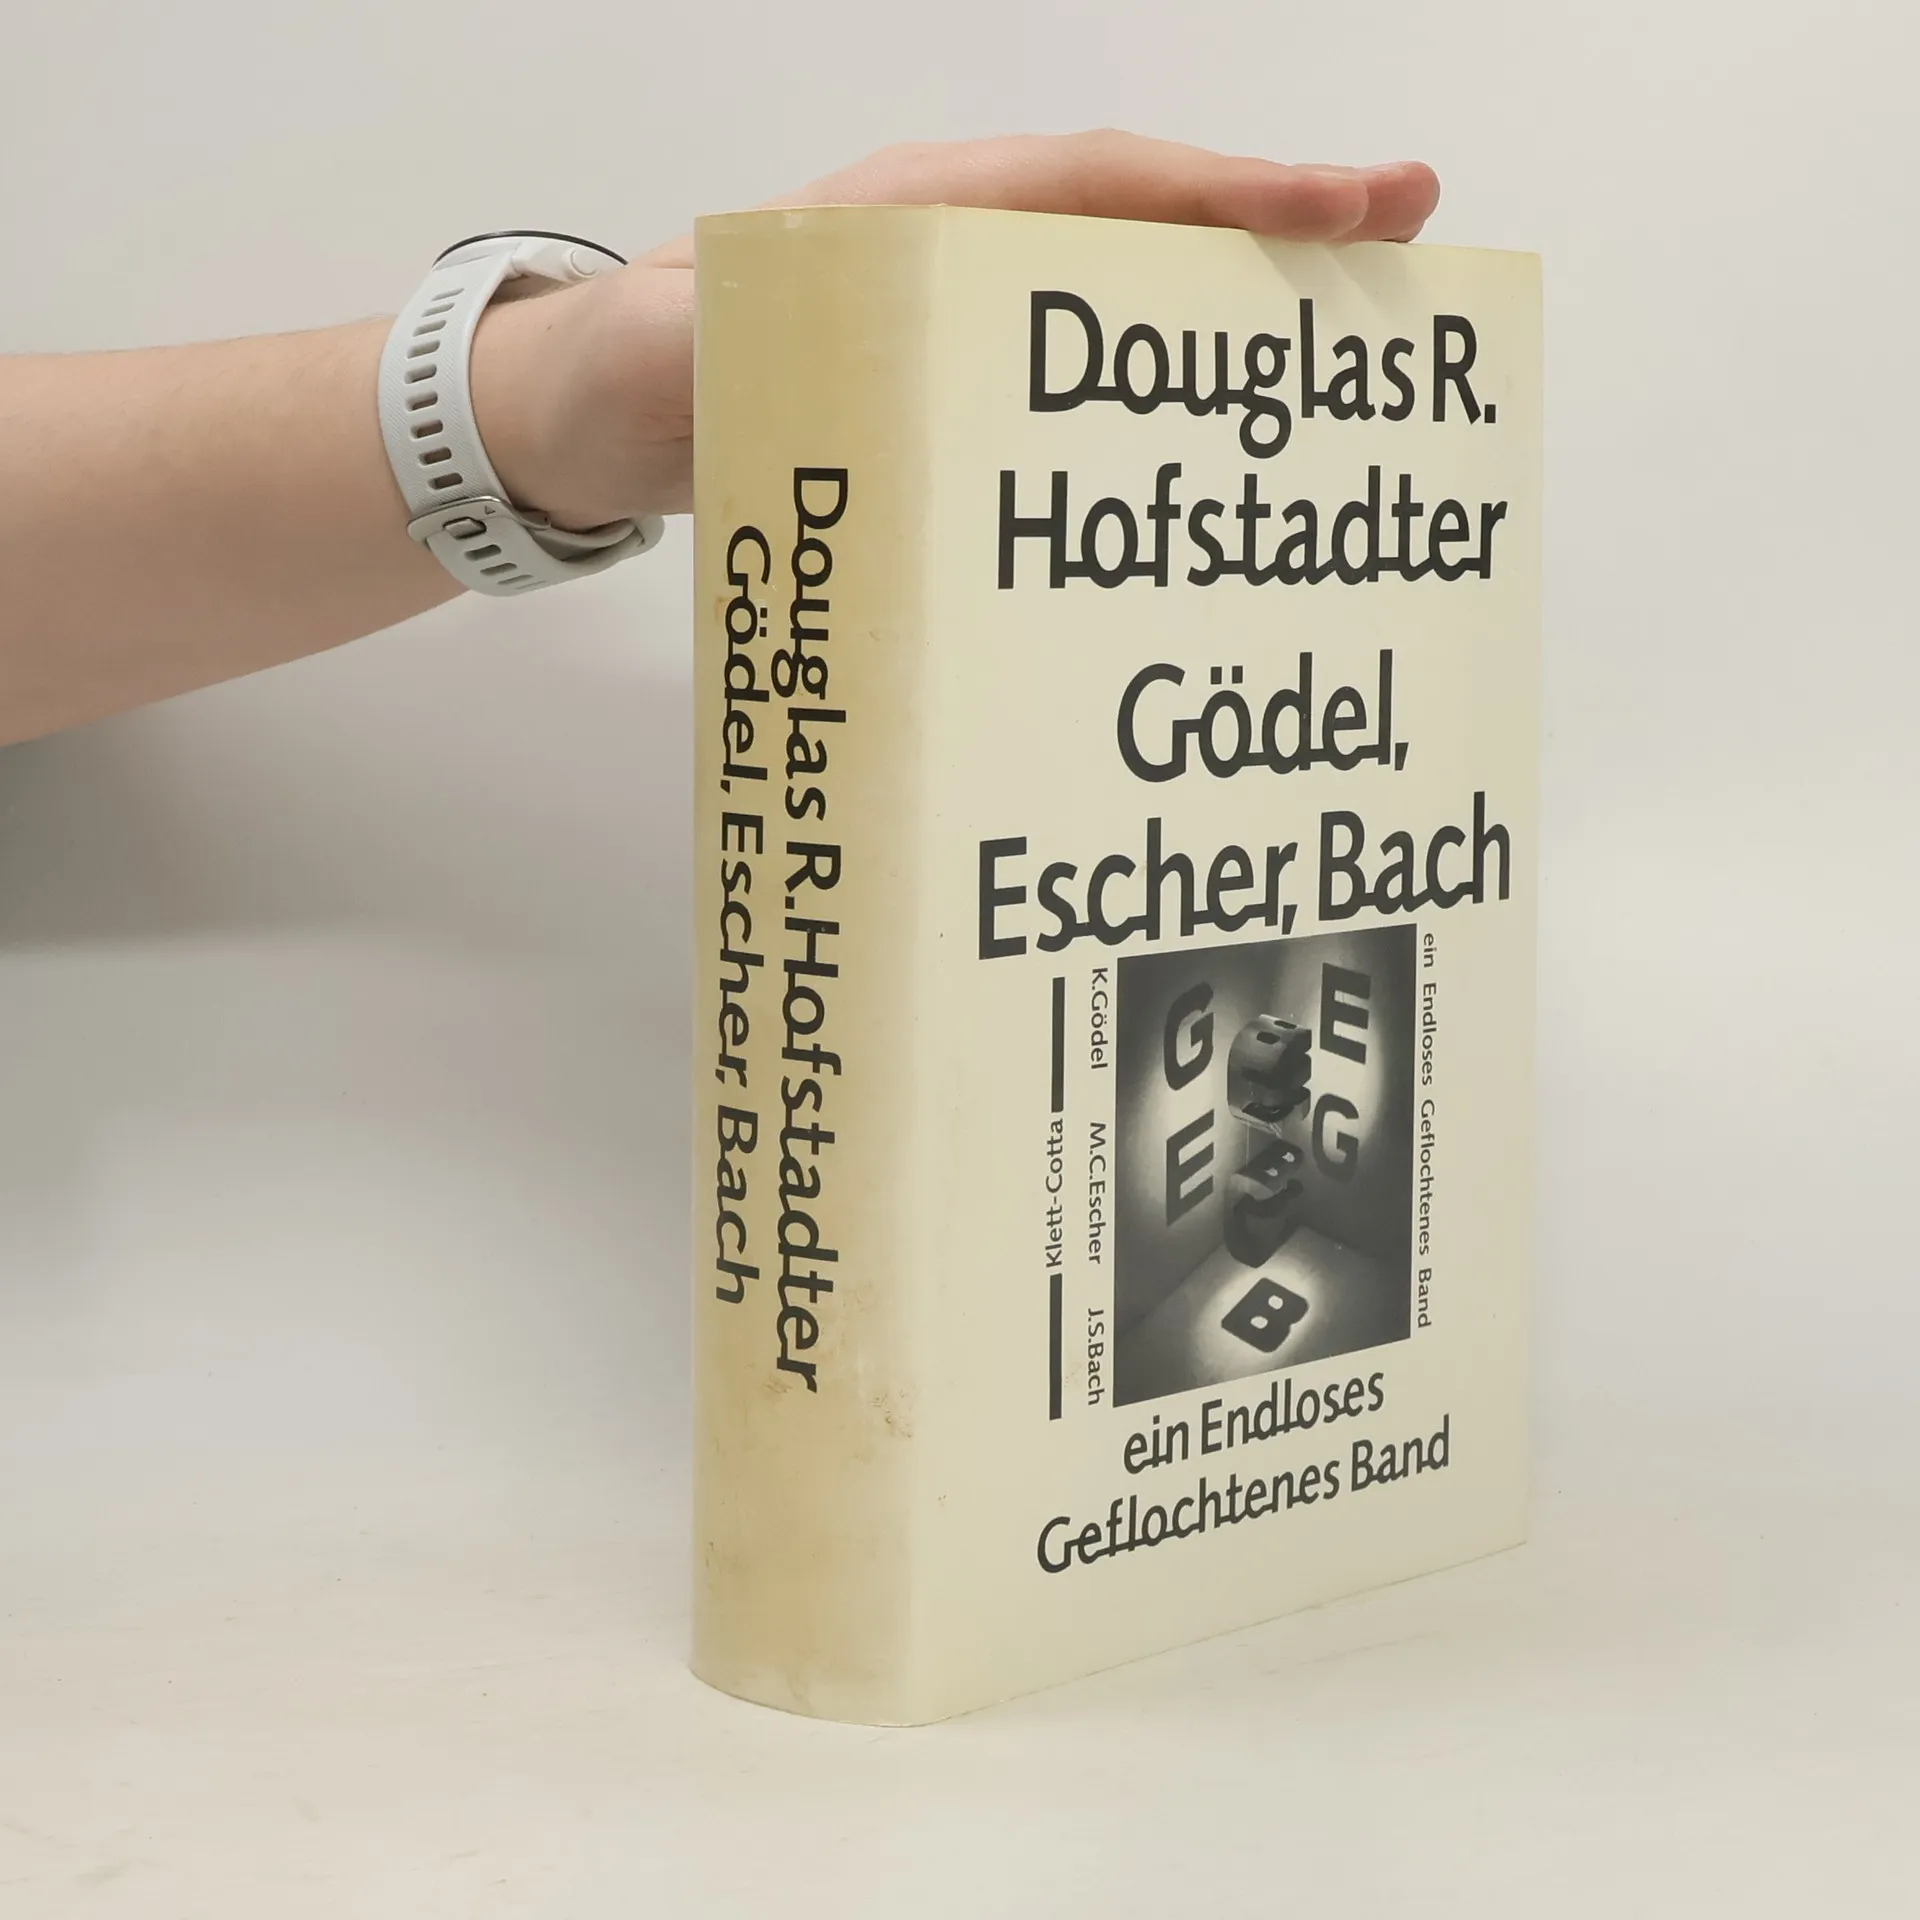 Douglas R. Hofstadter
Gödel, Escher, Bach
Douglas R.
Hofstadter
Gödel,
Escher, Bach
Klett-Cotta
K.Gödel M.C.Escher J.S.Bach
G
E
E
G
B
ein Endloses Geflochtenes Band
ein Endloses
Geflochtenes Band